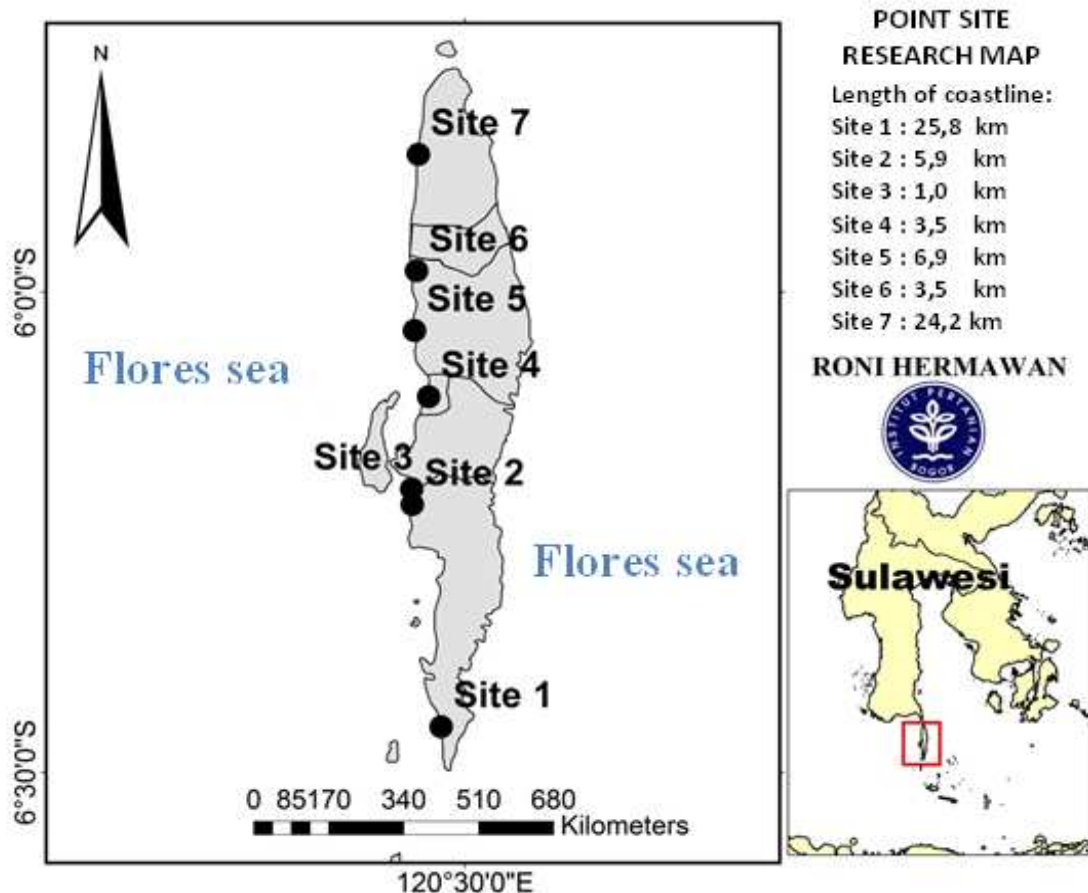 POINT SITE
RESEARCH MAP
Length of coastline:
Site 1 : 25,8 km
Site 2 : 5,9 km
Site 3 : 1,0 km
Site 4 : 3,5 km
Site 5 : 6,9 km
Site 6 : 3,5 km
Site 7 : 24,2 km
RONI HERMAWAN
INSTITUT PERTANIAN
BOGOR
Sulawesi
N
Site 7
Site 6
6°0'0"S
Site 5
Flores sea
Site 4
Site 3
Site 2
Flores sea
Site 1
6°30'0"S
0 85170 340 510 680
Kilometers
120°30'0"E